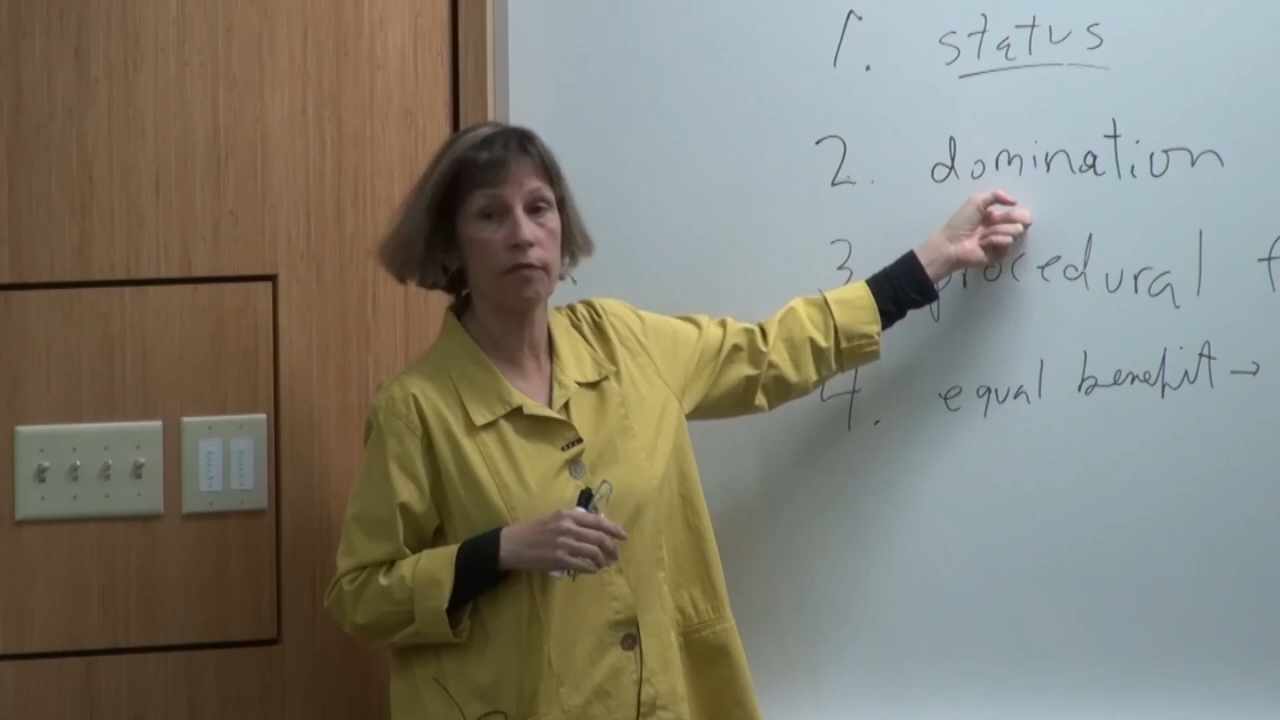 1. status
2. domination
3 procedural f
4. equal benefit →